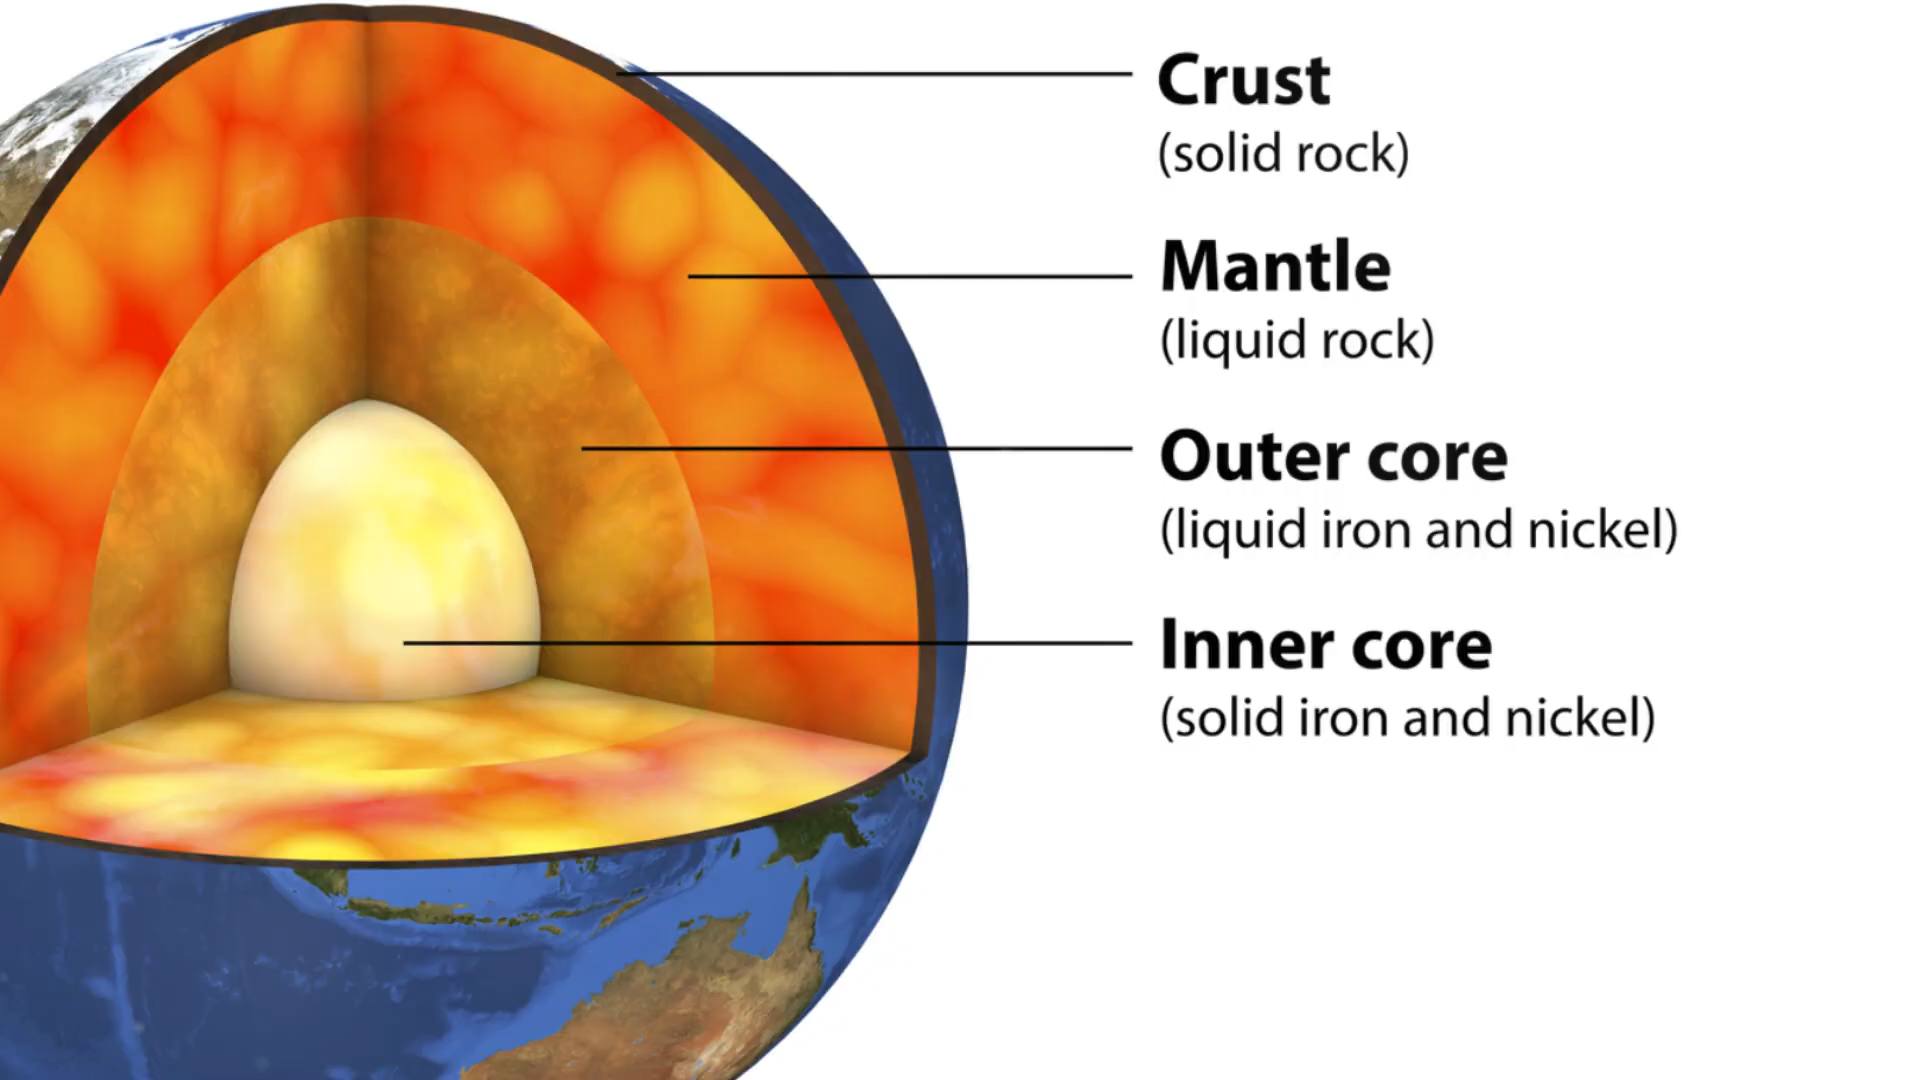 Crust
(solid rock)
Mantle
(liquid rock)
Outer core
(liquid iron and nickel)
Inner core
(solid iron and nickel)